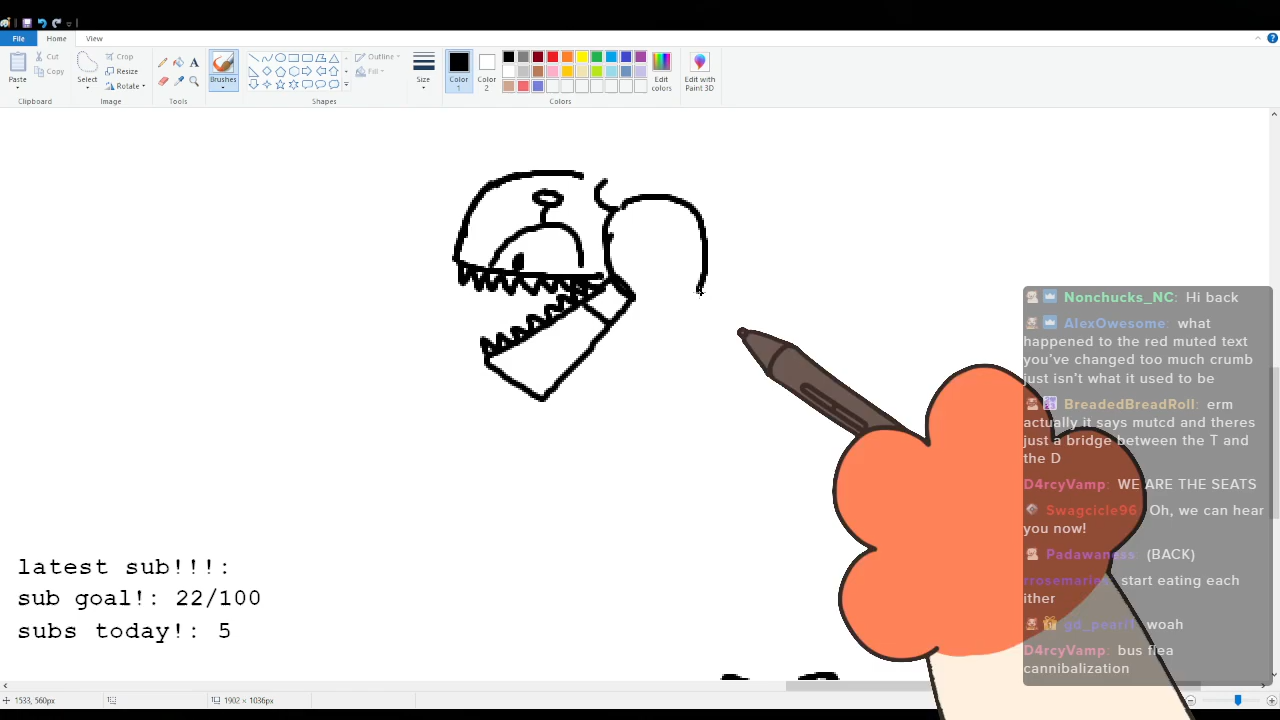 File
Home
View
Paste
Cut
Copy
Clipboard
Select
Crop
Resize
Rotate
Image
A
Tools
Brushes
Outline
Fill
Shapes
Size
Color
1
Color
2
Edit
colors
Edit with
Paint 3D
Colors
Nonchucks_NC: Hi back
AlexOwesome: what
happened to the red muted text
you've changed too much crumb
just isn't what it used to be
BreadedBreadRoll: erm
actually it says mutcd and theres
just a bridge between the T and
the D
D4rcyVamp: WE ARE THE SEATS
Swagcicle96: Oh, we can hear
you now!
Padawaness: (BACK)
start eating each
ither
woah
D4rcyVamp: bus flea
cannibalization
latest sub!!!:
sub goal!: 22/100
subs today!: 5
1533, 560px
1902 × 1036px